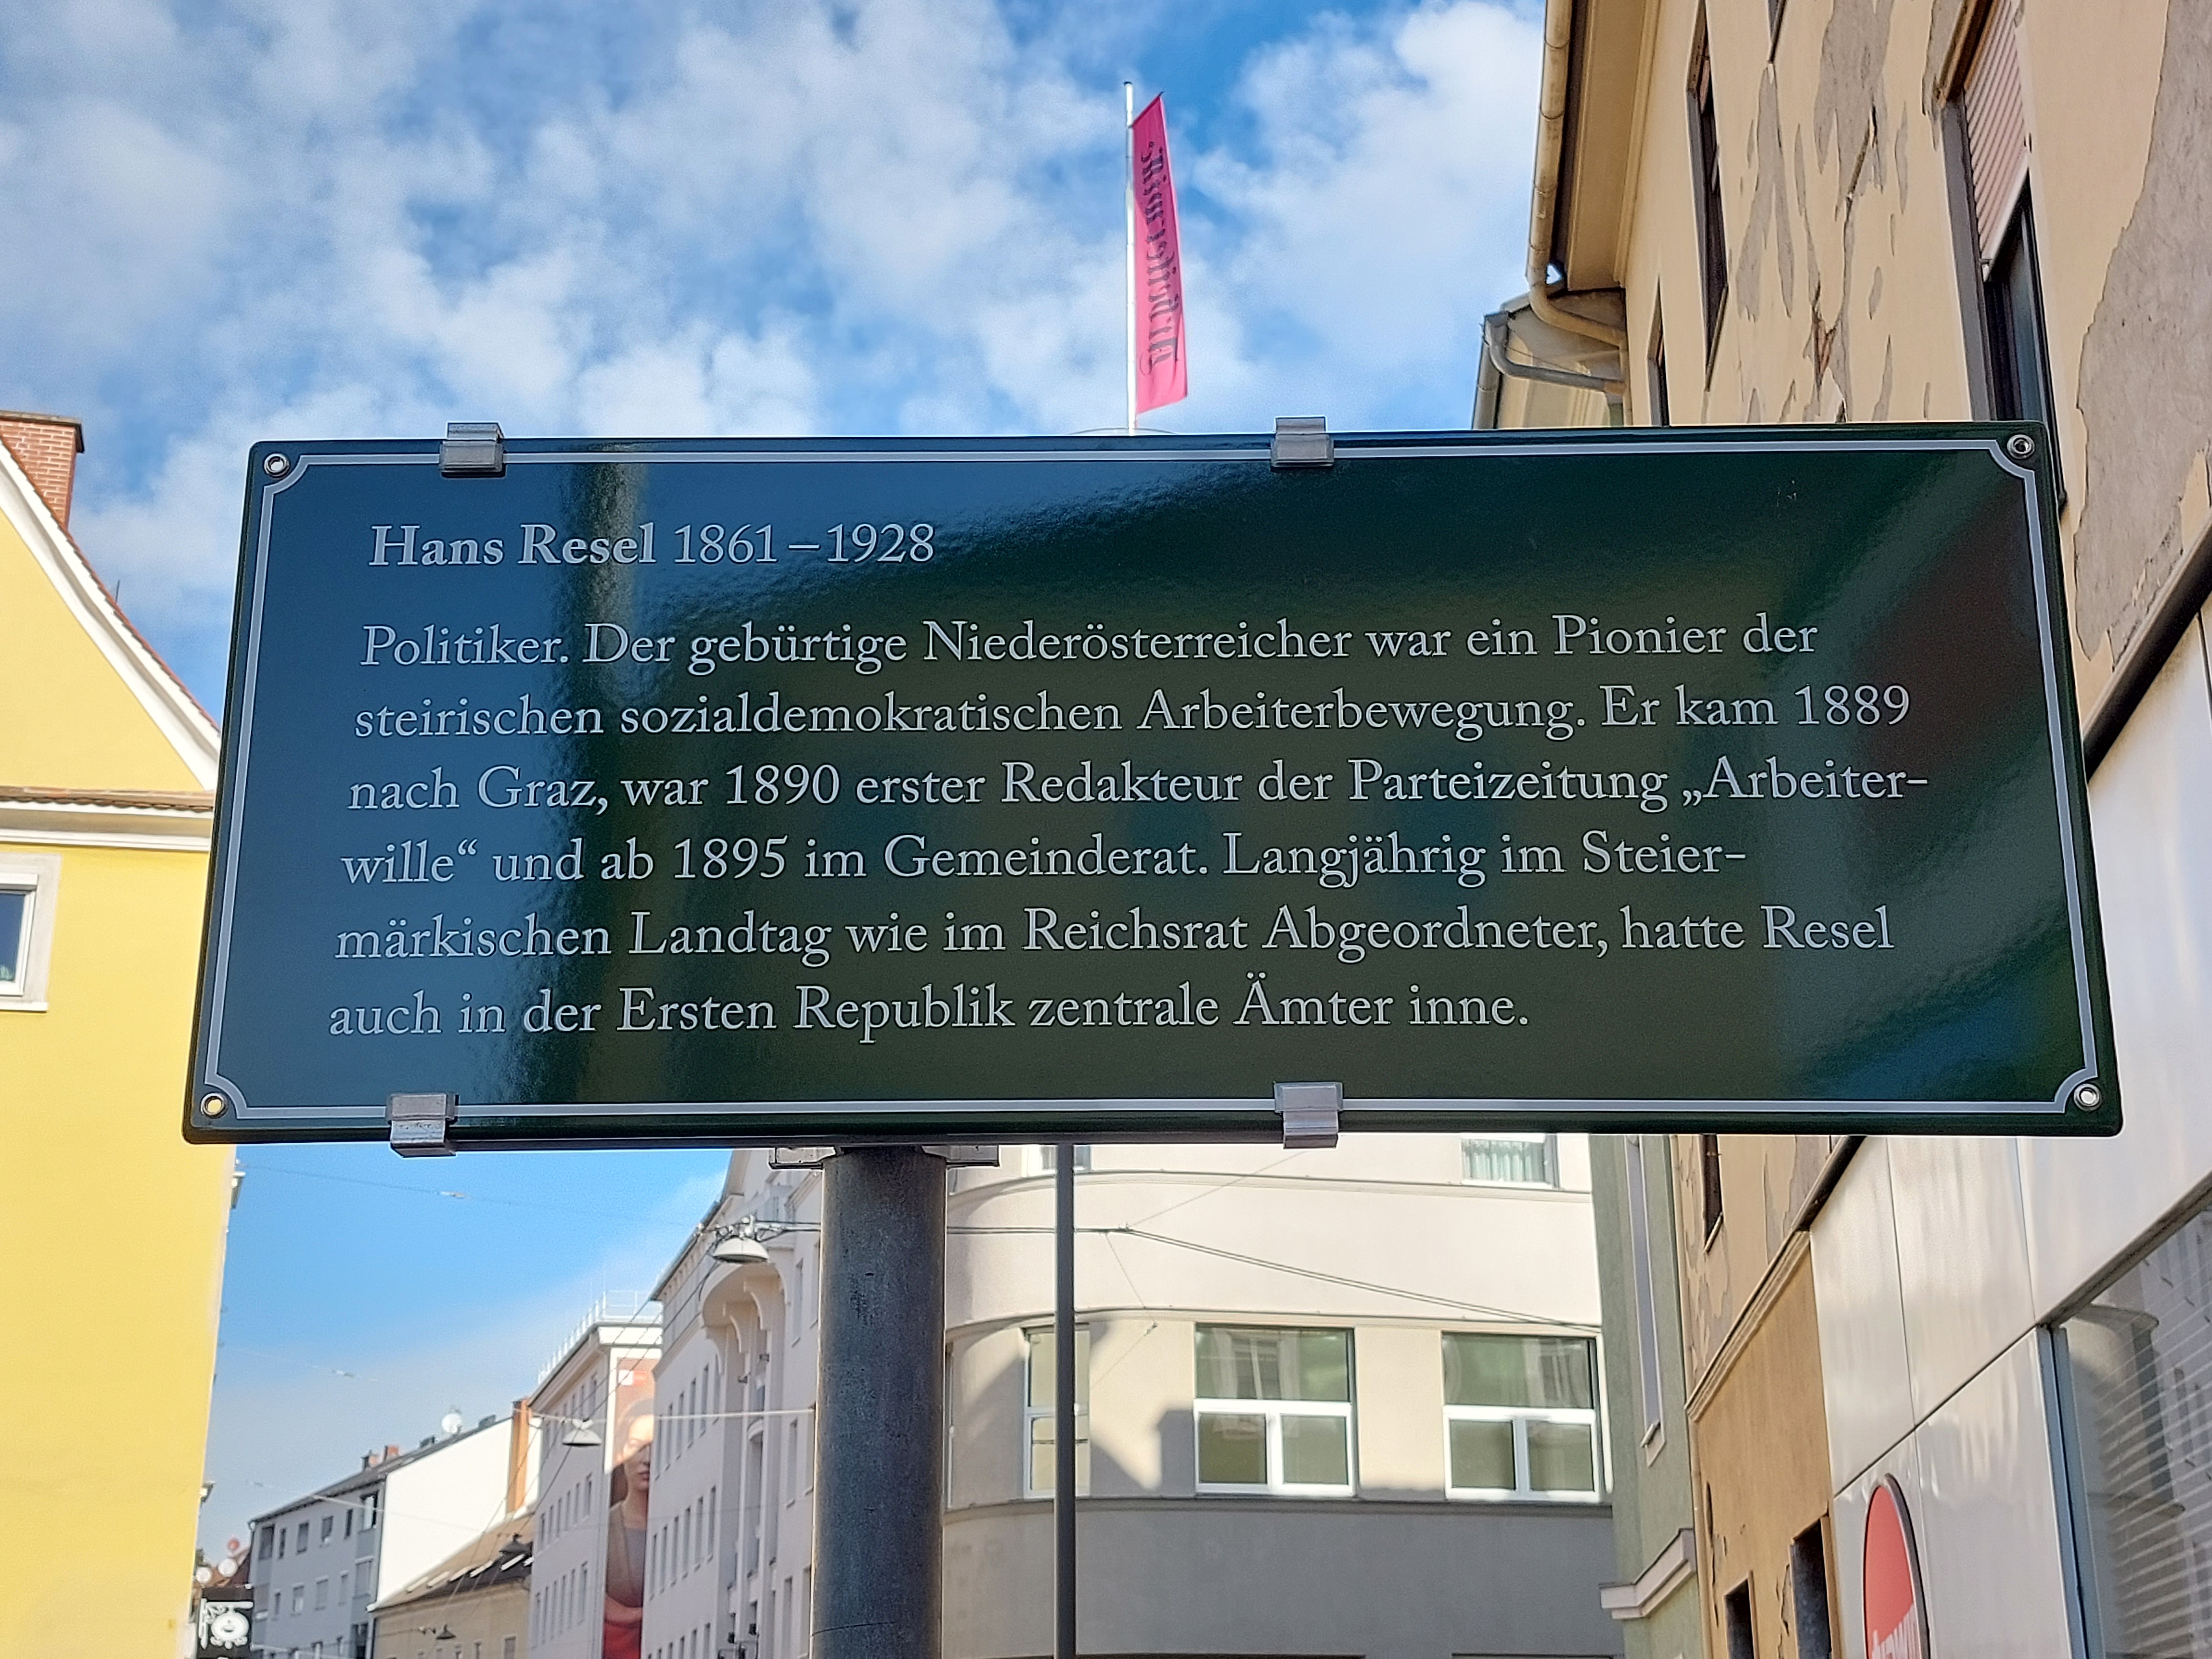 Hans Resel 1861–1928
Politiker. Der gebürtige Niederösterreicher war ein Pionier der
steirischen sozialdemokratischen Arbeiterbewegung. Er kam 1889
nach Graz, war 1890 erster Redakteur der Parteizeitung „Arbeiter-
wille“ und ab 1895 im Gemeinderat. Langjährig im Steier-
märkischen Landtag wie im Reichsrat Abgeordneter, hatte Resel
auch in der Ersten Republik zentrale Ämter inne.